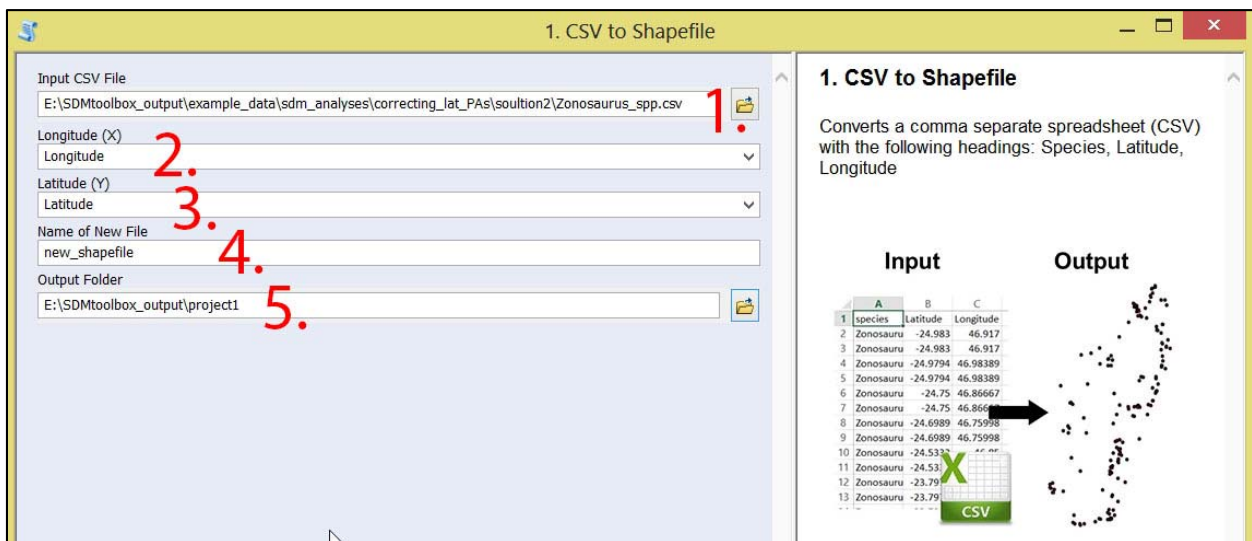 1. CSV to Shapefile
Input CSV File
E:\SDMtoolbox_output\example_data\sdm_analyses\correcting_lat_PAs\soultion2\Zonosaurus_spp.csv
1.
Longitude (X)
Longitude
2.
Latitude (Y)
Latitude
3.
Name of New File
new_shapefile
4.
Output Folder
E:\SDMtoolbox_output\project1
5.
1. CSV to Shapefile
Converts a comma separate spreadsheet (CSV)
with the following headings: Species, Latitude,
Longitude
Input Output
A B C
1 species Latitude Longitude
2 Zonosauru -24.983 46.917
3 Zonosauru -24.983 46.917
4 Zonosauru -24.9794 46.98389
5 Zonosauru -24.9794 46.98389
6 Zonosauru -24.75 46.86667
7 Zonosauru -24.75
8 Zonosauru -24.6989 46.75998
9 Zonosauru -24.6989 46.75998
10 Zonosauru
11 Zonosauru
12 Zonosauru
13 Zonosauru
X
CSV